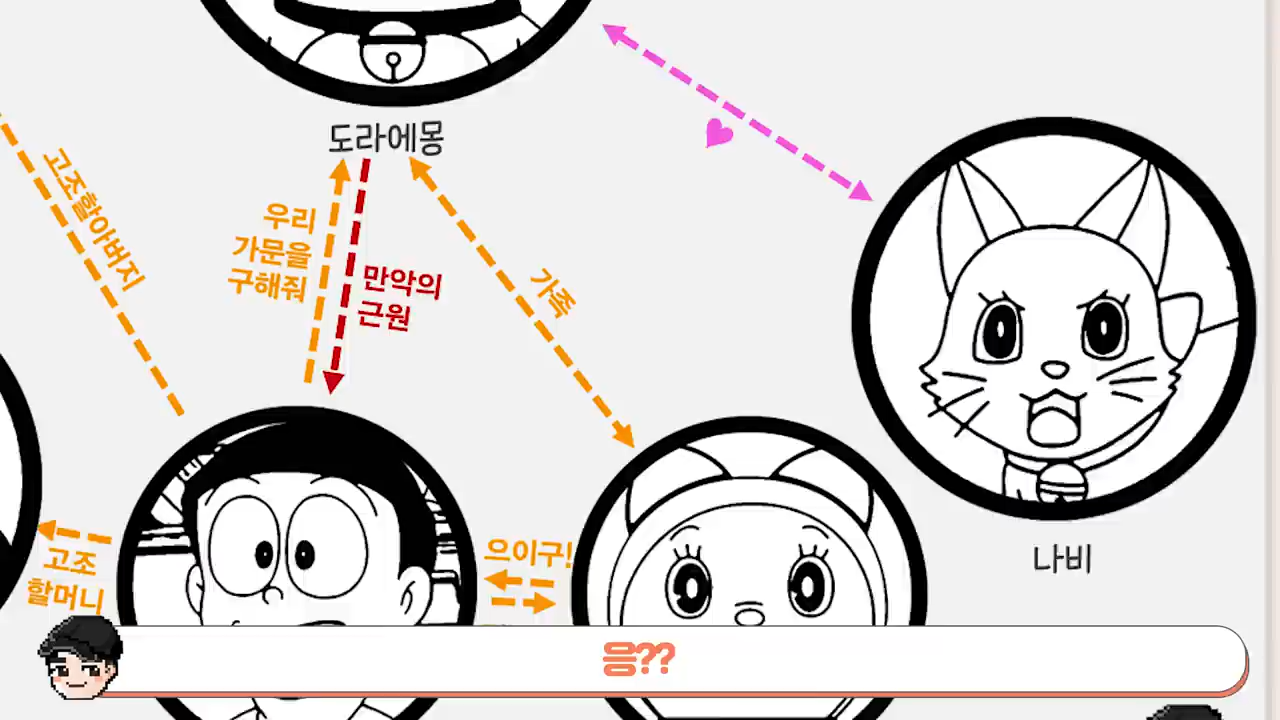 도라에몽
고조할아버지
우리
가문을
구해줘
만악의
근원
가족
나비
으이구!
고조
할머니
응??